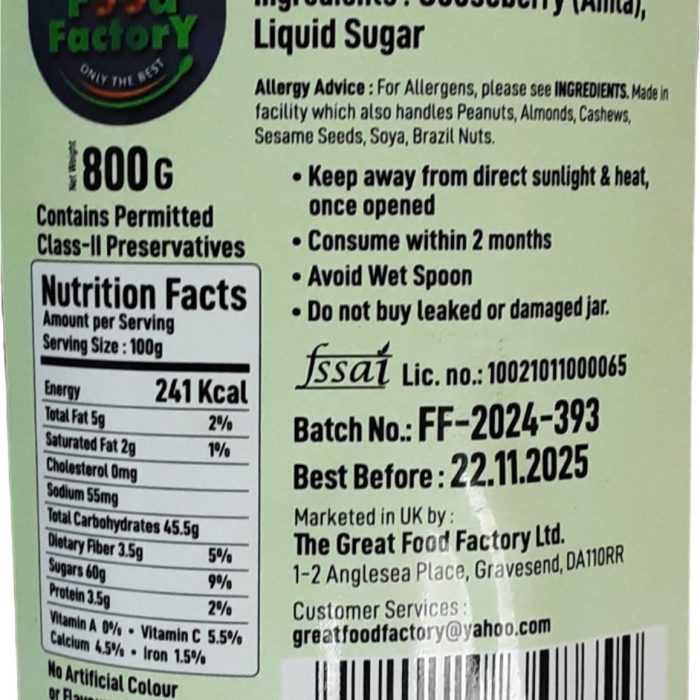 Food
FactorY
ONLY THE BEST
Net Weight
800 G
Contains Permitted
Class-II Preservatives
Nutrition Facts
Amount per Serving
Serving Size : 100g
Energy 241 Kcal
Total Fat 5g 2%
Saturated Fat 2g 1%
Cholesterol 0mg
Sodium 55mg
Total Carbohydrates 45.5g
Dietary Fiber 3.5g 5%
Sugars 60g 9%
Protein 3.5g 2%
Vitamin A 0% • Vitamin C 5.5%
Calcium 4.5% • Iron 1.5%
No Artificial Colour
or
Ingredients : Gooseberry (Amla),
Liquid Sugar
Allergy Advice : For Allergens, please see INGREDIENTS. Made in
facility which also handles Peanuts, Almonds, Cashews,
Sesame Seeds, Soya, Brazil Nuts.
• Keep away from direct sunlight & heat,
once opened
• Consume within 2 months
• Avoid Wet Spoon
• Do not buy leaked or damaged jar.
fssai Lic. no.: 10021011000065
Batch No.: FF-2024-393
Best Before : 22.11.2025
Marketed in UK by :
The Great Food Factory Ltd.
1-2 Anglesea Place, Gravesend, DA110RR
Customer Services :
greatfoodfactory@yahoo.com